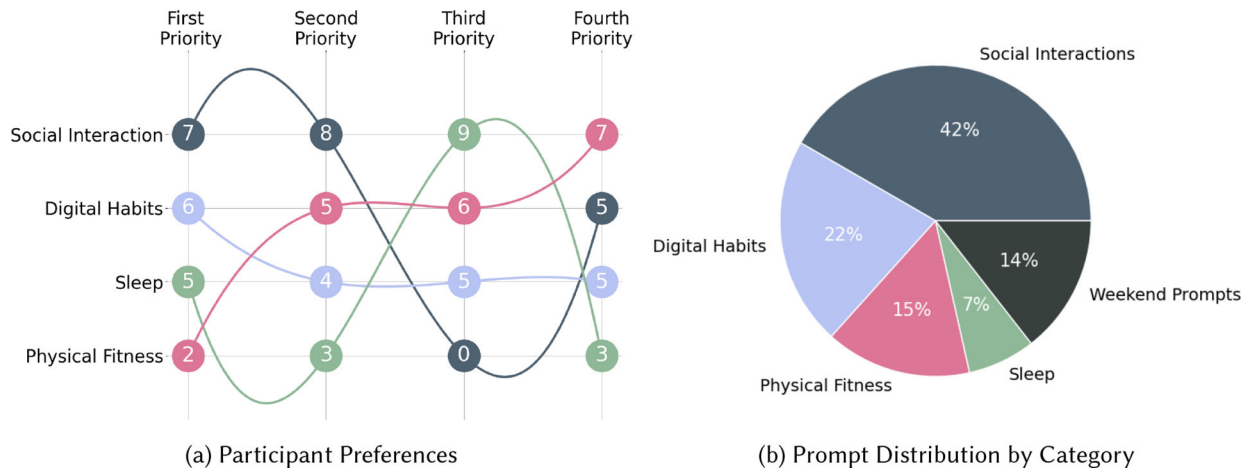 First Priority
Second Priority
Third Priority
Fourth Priority
Social Interaction
7
8
9
7
Digital Habits
6
5
6
5
Sleep
5
4
5
5
Physical Fitness
2
3
0
3
(a) Participant Preferences
Social Interactions
42%
Digital Habits
22%
14%
Weekend Prompts
15%
7%
Physical Fitness
Sleep
(b) Prompt Distribution by Category